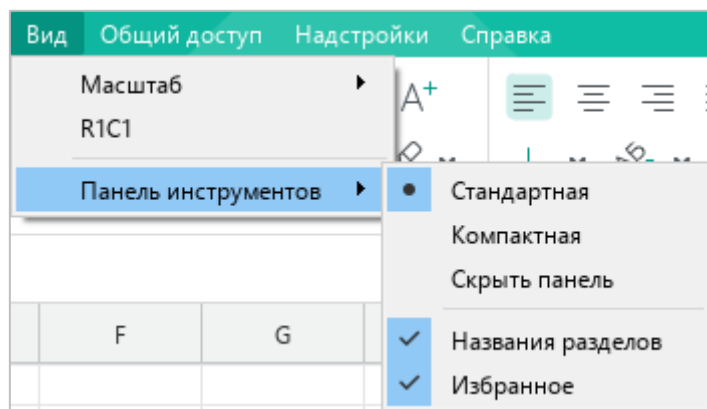 Вид Общий доступ Надстройки Справка
Масштаб
R1C1
Панель инструментов
Стандартная
Компактная
Скрыть панель
Названия разделов
Избранное
F G